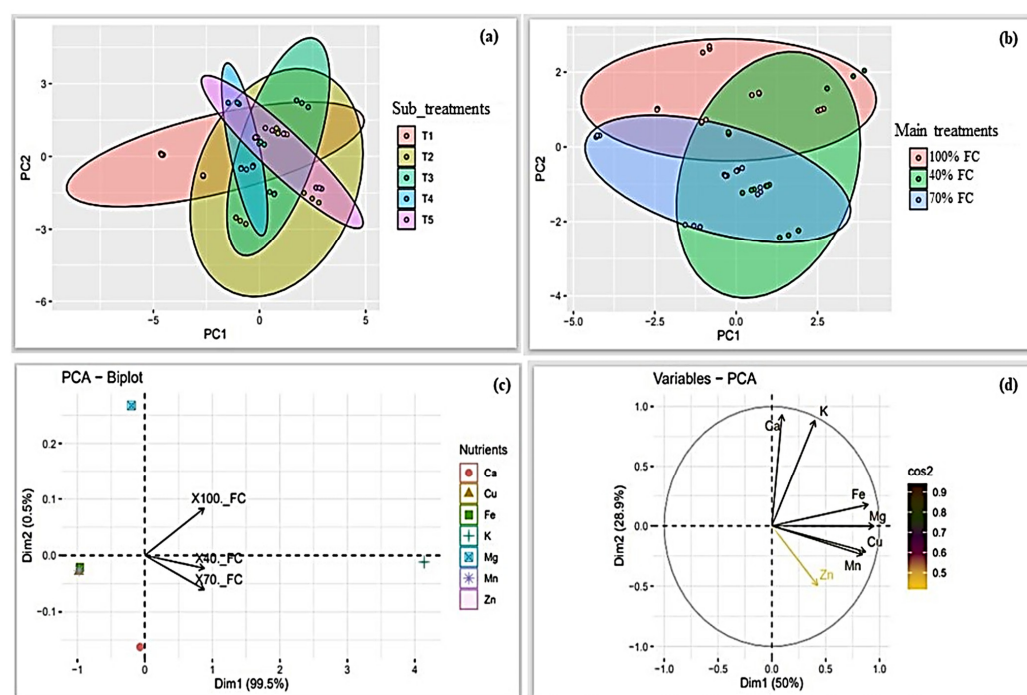 (a)
3
0
−3
−6
PC2
−5
0
5
PC1
Sub_treatments
T1
T2
T3
T4
T5
(b)
2
0
−2
−4
PC2
−5.0
−2.5
0.0
2.5
PC1
Main treatments
100% FC
40% FC
70% FC
PCA − Biplot
(c)
0.2
0.1
0.0
−0.1
Dim2 (0.5%)
X100._FC
X40._FC
X70._FC
−1
0
1
2
3
4
Dim1 (99.5%)
Nutrients
Ca
Cu
Fe
K
Mg
Mn
Zn
Variables − PCA
(d)
1.0
0.5
0.0
−0.5
−1.0
Dim2 (28.9%)
Ca
K
Fe
Mg
Cu
Mn
Zn
−1.0
−0.5
0.0
0.5
1.0
Dim1 (50%)
cos2
0.9
0.8
0.7
0.6
0.5